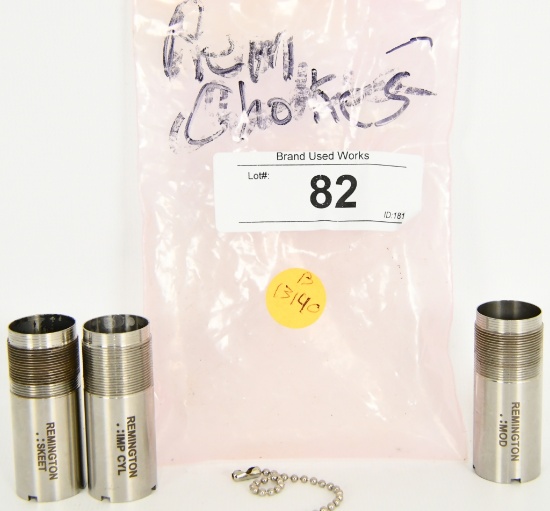 Rem
Chokes
Brand Used Works
Lot#:
82
ID:181
B
13140
REMINGTON
.:SKEET
REMINGTON
.:IMP CYL
REMINGTON
.:MOD